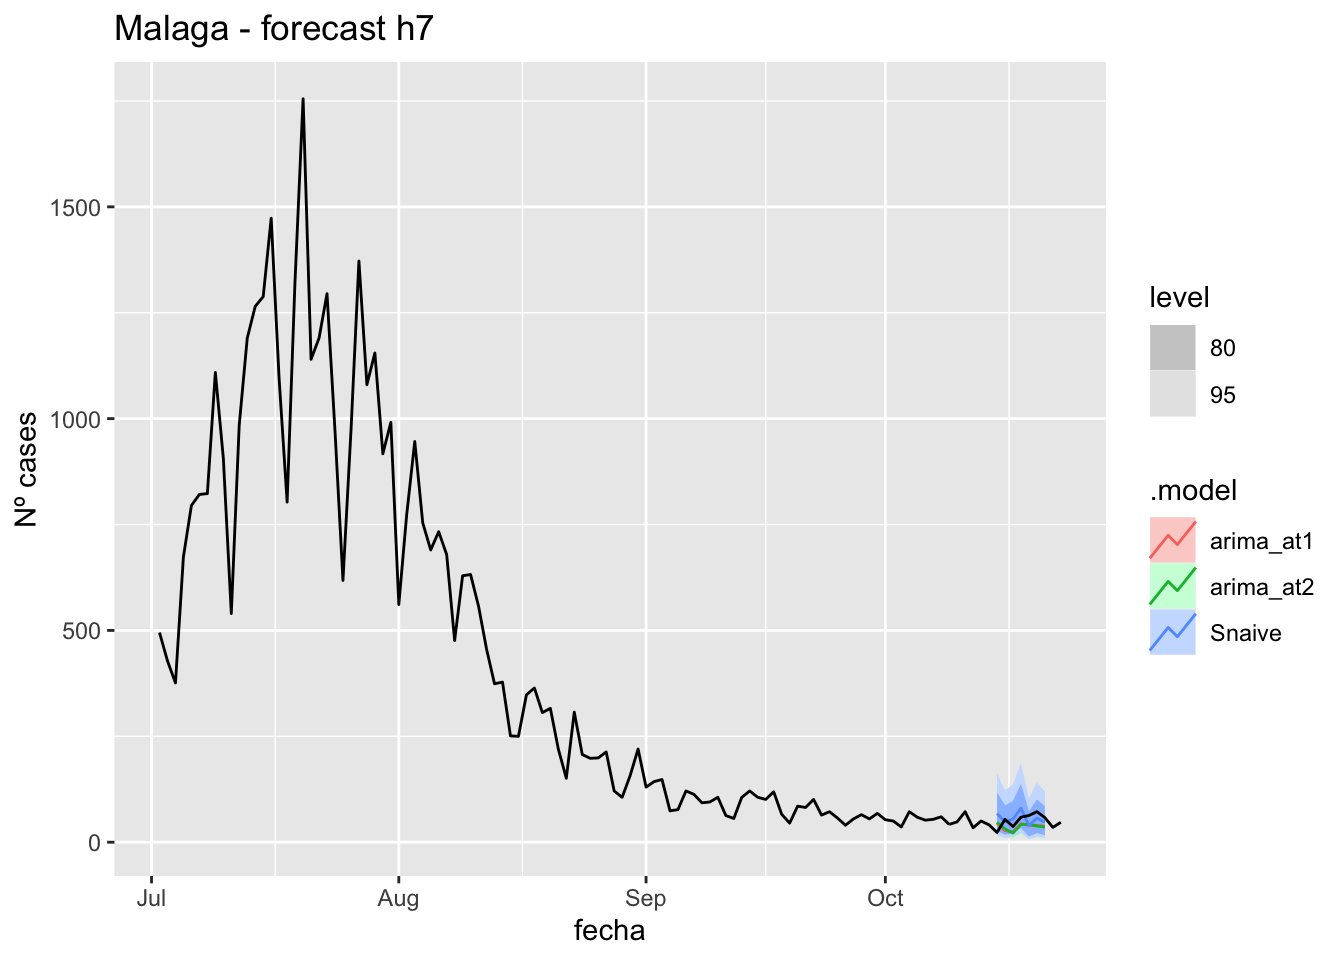 Malaga - forecast h7
Nº cases
1500
1000
500
0
Jul
Aug
Sep
Oct
fecha
level
80
95
.model
arima_at1
arima_at2
Snaive